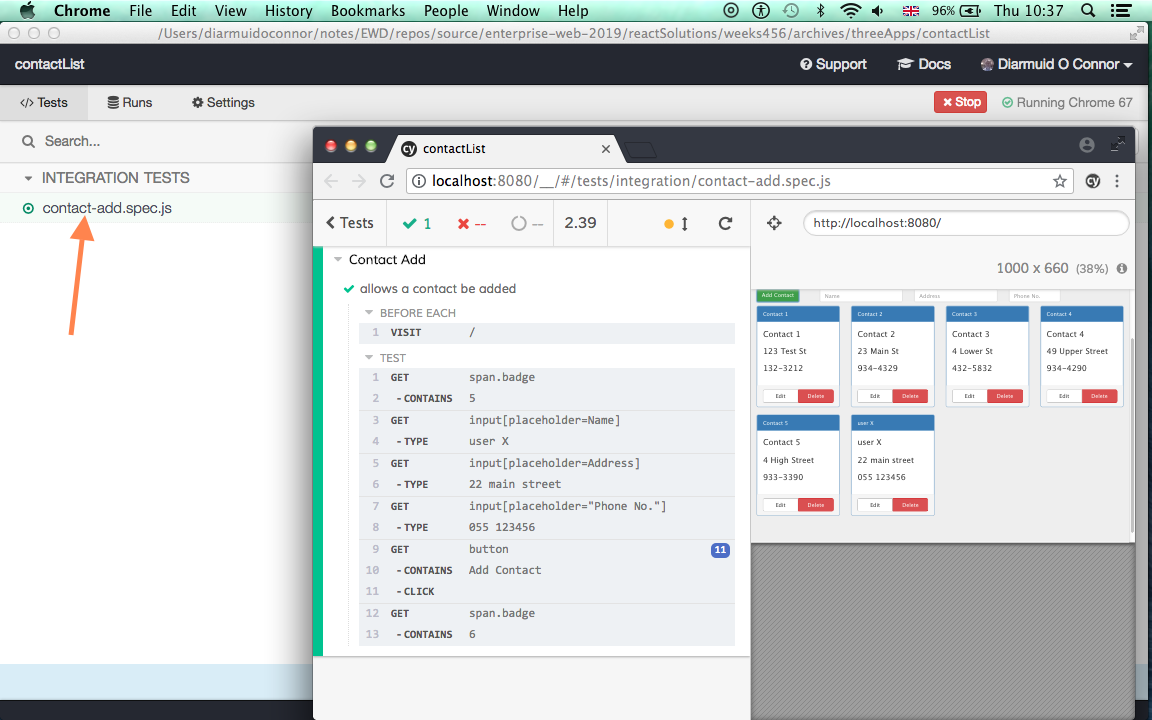 Chrome File Edit View History Bookmarks People Window Help 96% Thu 10:37
/Users/diarmuidoconnor/notes/EWD/repos/source/enterprise-web-2019/reactSolutions/weeks456/archives/threeApps/contactList
contactList Support Docs Diarmuid O Connor
</> Tests Runs Settings Stop Running Chrome 67
Search...
INTEGRATION TESTS
contact-add.spec.js
cy contactList
localhost:8080/__/#/tests/integration/contact-add.spec.js cy
Tests 1 -- -- 2.39
http://localhost:8080/
1000 x 660 (38%)
Contact Add
allows a contact be added
BEFORE EACH
1 VISIT /
TEST
1 GET span.badge
2 - CONTAINS 5
3 GET input[placeholder=Name]
4 - TYPE user X
5 GET input[placeholder=Address]
6 - TYPE 22 main street
7 GET input[placeholder="Phone No."]
8 - TYPE 055 123456
9 GET button 11
10 - CONTAINS Add Contact
11 - CLICK
12 GET span.badge
13 - CONTAINS 6
Add Contact Name Address Phone No.
Contact 1 Contact 2 Contact 3 Contact 4
Contact 1 Contact 2 Contact 3 Contact 4
123 Test St 23 Main St 4 Lower St 49 Upper Street
132-3212 934-4329 432-5832 934-4290
Edit Delete Edit Delete Edit Delete Edit Delete
Contact 5 user X
Contact 5 user X
4 High Street 22 main street
933-3390 055 123456
Edit Delete Edit Delete